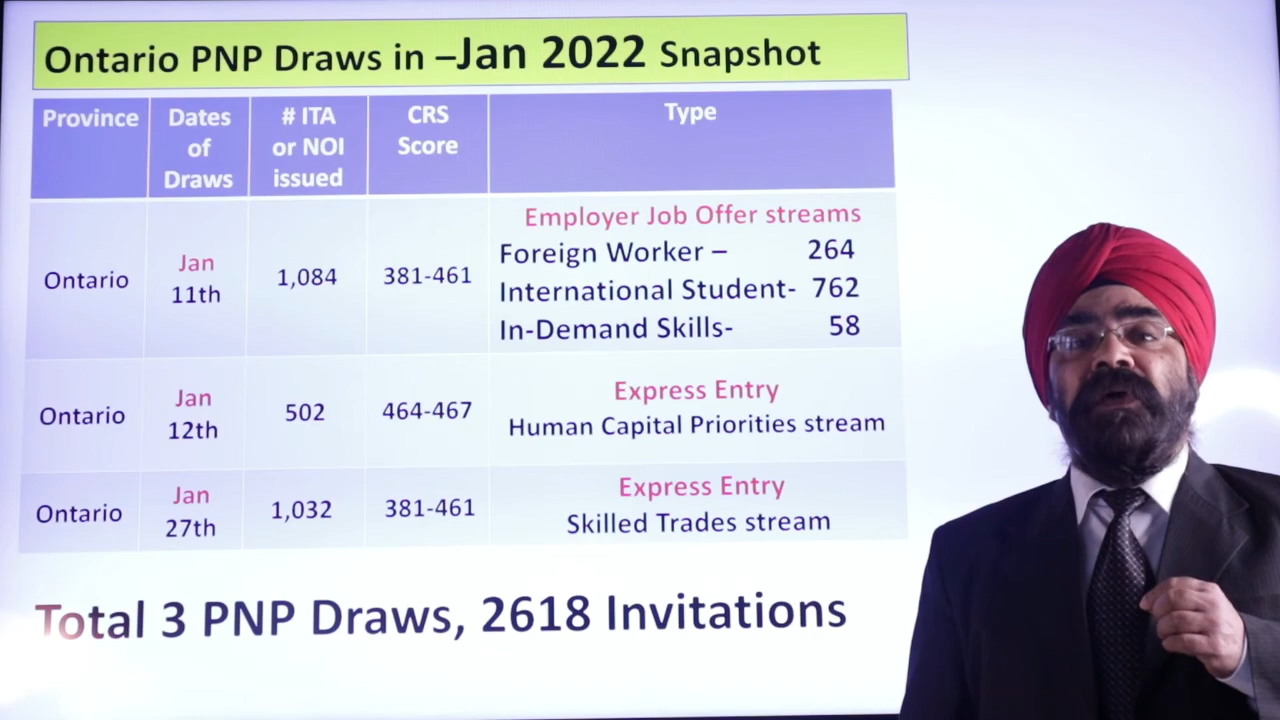 Ontario PNP Draws in –Jan 2022 Snapshot
Province
Dates
of
Draws
# ITA
or NOI
issued
CRS
Score
Type
Ontario
Jan
11th
1,084
381-461
Employer Job Offer streams
Foreign Worker – 264
International Student- 762
In-Demand Skills- 58
Ontario
Jan
12th
502
464-467
Express Entry
Human Capital Priorities stream
Ontario
Jan
27th
1,032
381-461
Express Entry
Skilled Trades stream
Total 3 PNP Draws, 2618 Invitations